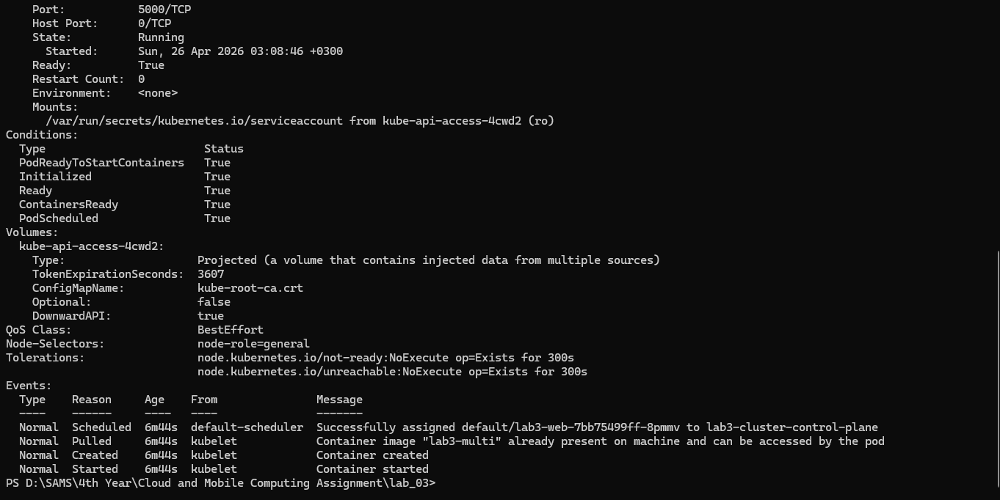 Port:           5000/TCP
Host Port:      0/TCP
State:          Running
Started:      Sun, 26 Apr 2026 03:08:46 +0300
Ready:          True
Restart Count:  0
Environment:    <none>
Mounts:
/var/run/secrets/kubernetes.io/serviceaccount from kube-api-access-4cwd2 (ro)
Conditions:
Type                        Status
PodReadyToStartContainers   True
Initialized                 True
Ready                       True
ContainersReady             True
PodScheduled                True
Volumes:
kube-api-access-4cwd2:
Type:                    Projected (a volume that contains injected data from multiple sources)
TokenExpirationSeconds:  3607
ConfigMapName:           kube-root-ca.crt
Optional:                false
DownwardAPI:             true
QoS Class:                   BestEffort
Node-Selectors:              node-role=general
Tolerations:                 node.kubernetes.io/not-ready:NoExecute op=Exists for 300s
node.kubernetes.io/unreachable:NoExecute op=Exists for 300s
Events:
Type    Reason     Age    From               Message
----    ------     ----   ----               -------
Normal  Scheduled  6m44s  default-scheduler  Successfully assigned default/lab3-web-7bb75499ff-8pmmv to lab3-cluster-control-plane
Normal  Pulled     6m44s  kubelet            Container image "lab3-multi" already present on machine and can be accessed by the pod
Normal  Created    6m44s  kubelet            Container created
Normal  Started    6m44s  kubelet            Container started
PS D:\SAMS\4th Year\Cloud and Mobile Computing Assignment\lab_03>